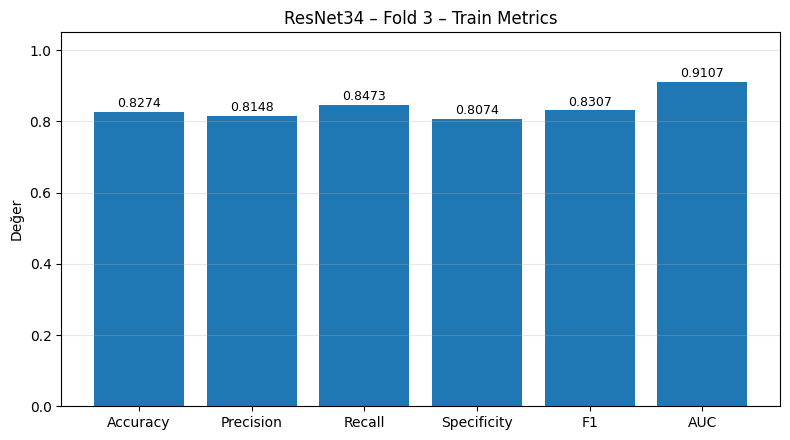 ResNet34 – Fold 3 – Train Metrics
Değer
1.0
0.8
0.6
0.4
0.2
0.0
0.8274
0.8148
0.8473
0.8074
0.8307
0.9107
Accuracy
Precision
Recall
Specificity
F1
AUC